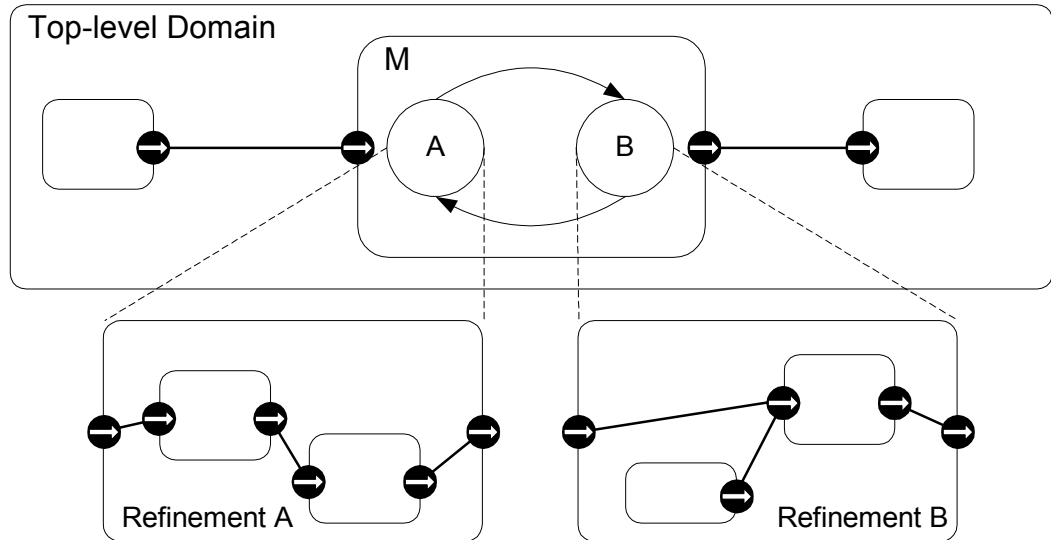 Top-level Domain
M
A
B
Refinement A
Refinement B